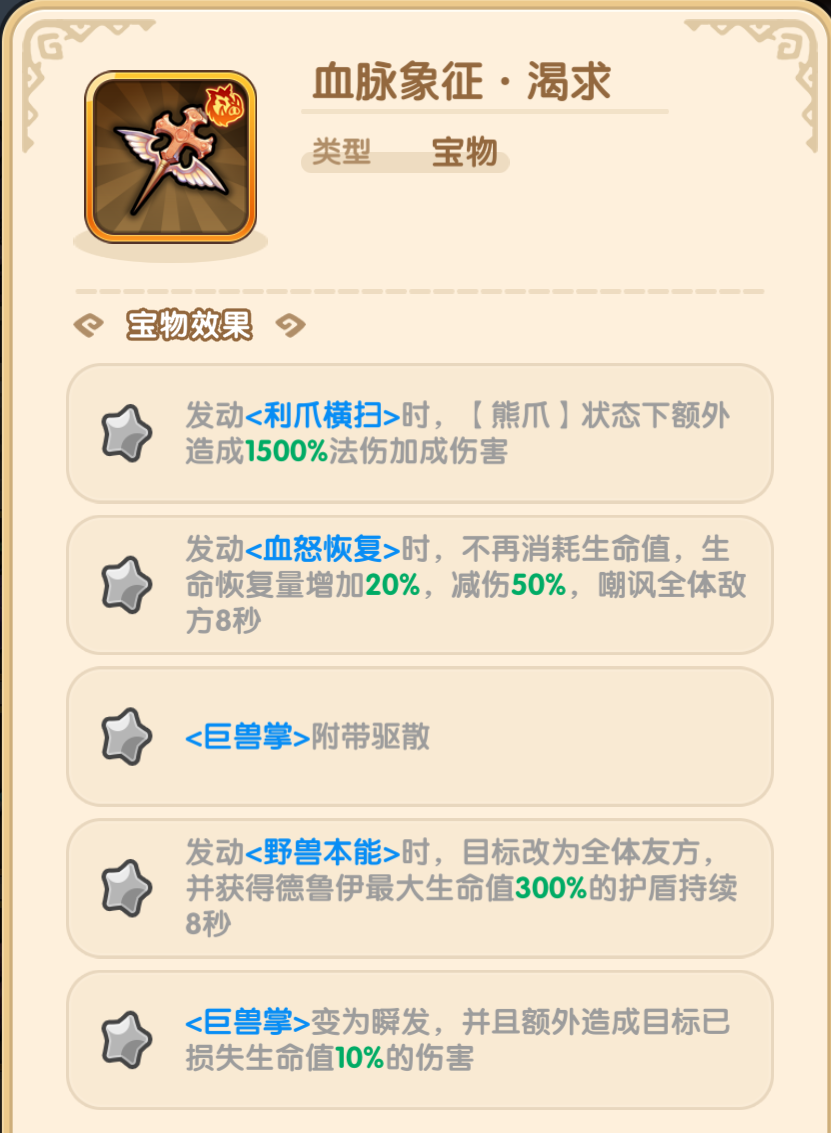 血脉象征·渴求
类型 宝物
宝物效果
发动<利爪横扫>时，【熊爪】状态下额外
造成1500%法伤加成伤害
发动<血怒恢复>时，不再消耗生命值，生
命恢复量增加20%，减伤50%，嘲讽全体敌
方8秒
<巨兽掌>附带驱散
发动<野兽本能>时，目标改为全体友方，
并获得德鲁伊最大生命值300%的护盾持续
8秒
<巨兽掌>变为瞬发，并且额外造成目标已
损失生命值10%的伤害